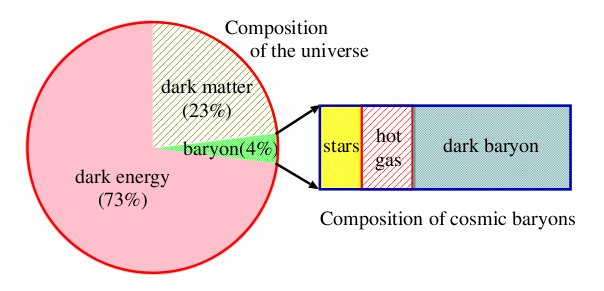 Composition
of the universe
dark matter
(23%)
baryon(4%)
dark energy
(73%)
stars
hot
gas
dark baryon
Composition of cosmic baryons